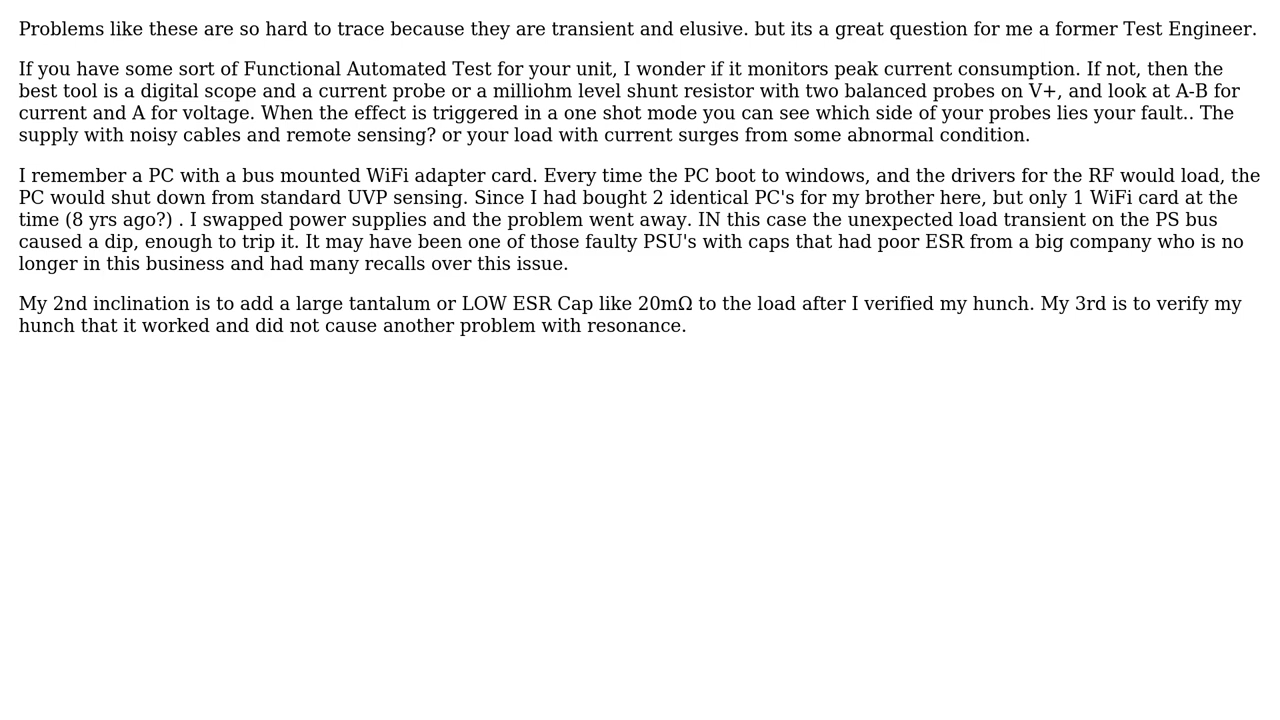 Problems like these are so hard to trace because they are transient and elusive. but its a great question for me a former Test Engineer.
If you have some sort of Functional Automated Test for your unit, I wonder if it monitors peak current consumption. If not, then the
best tool is a digital scope and a current probe or a milliohm level shunt resistor with two balanced probes on V+, and look at A-B for
current and A for voltage. When the effect is triggered in a one shot mode you can see which side of your probes lies your fault.. The
supply with noisy cables and remote sensing? or your load with current surges from some abnormal condition.
I remember a PC with a bus mounted WiFi adapter card. Every time the PC boot to windows, and the drivers for the RF would load, the
PC would shut down from standard UVP sensing. Since I had bought 2 identical PC's for my brother here, but only 1 WiFi card at the
time (8 yrs ago?) . I swapped power supplies and the problem went away. IN this case the unexpected load transient on the PS bus
caused a dip, enough to trip it. It may have been one of those faulty PSU's with caps that had poor ESR from a big company who is no
longer in this business and had many recalls over this issue.
My 2nd inclination is to add a large tantalum or LOW ESR Cap like 20mΩ to the load after I verified my hunch. My 3rd is to verify my
hunch that it worked and did not cause another problem with resonance.